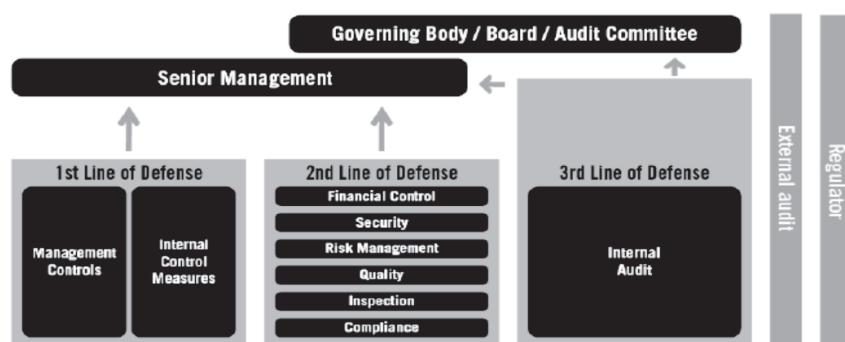 Governing Body / Board / Audit Committee
Senior Management
1st Line of Defense
Management
Controls
Internal
Control
Measures
2nd Line of Defense
Financial Control
Security
Risk Management
Quality
Inspection
Compliance
3rd Line of Defense
Internal
Audit
External audit
Regulator